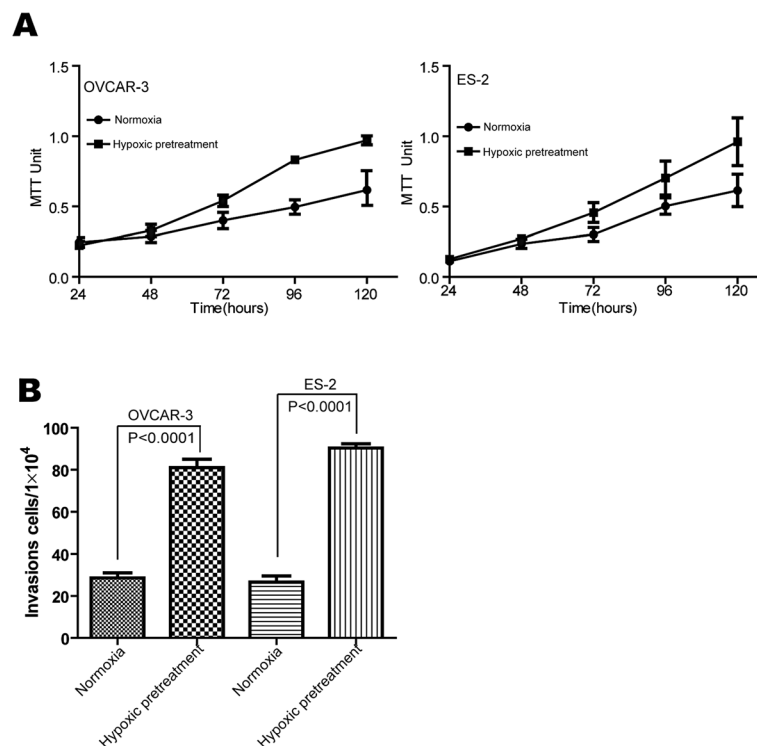 A
OVCAR-3
Normoxia
Hypoxic pretreatment
MTT Unit
1.5
1.0
0.5
0.0
24 48 72 96 120
Time(hours)
ES-2
Normoxia
Hypoxic pretreatment
MTT Unit
1.5
1.0
0.5
0.0
24 48 72 96 120
Time(hours)
B
OVCAR-3
P<0.0001
ES-2
P<0.0001
Invasions cells/1×10⁴
100
80
60
40
20
0
Normoxia
Hypoxic pretreatment
Normoxia
Hypoxic pretreatment